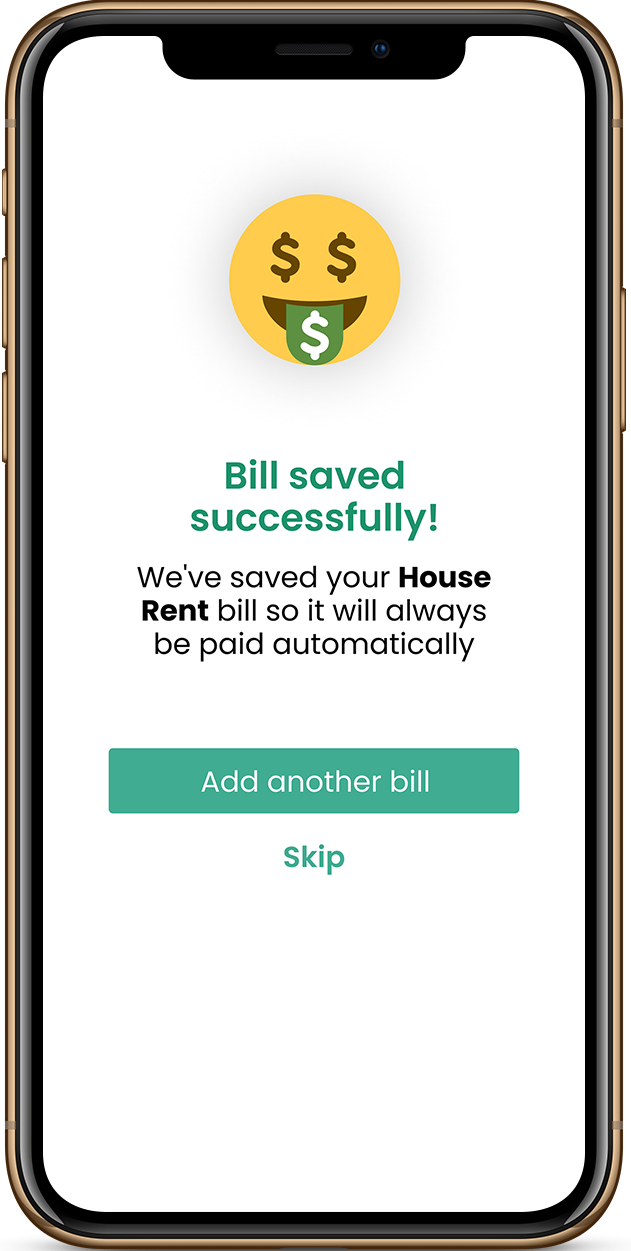 Bill saved
successfully!
We've saved your House
Rent bill so it will always
be paid automatically
Add another bill
Skip